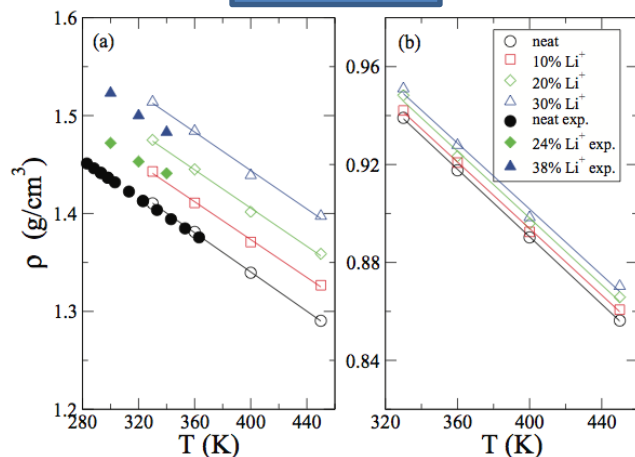 1.6
1.5
1.4
1.3
1.2
ρ (g/cm³)
(a)
280 320 360 400 440
T (K)
(b)
0.96
0.92
0.88
0.84
320 360 400 440
T (K)
neat
10% Li⁺
20% Li⁺
30% Li⁺
neat exp.
24% Li⁺ exp.
38% Li⁺ exp.